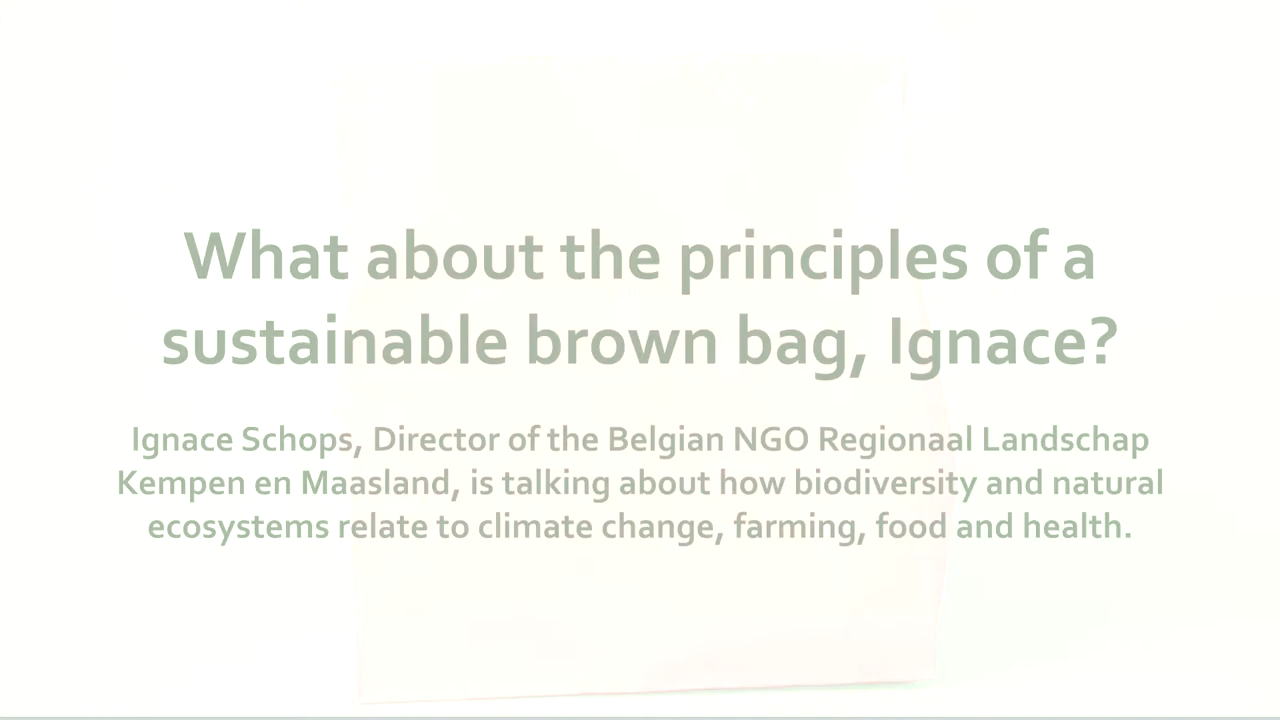 What about the principles of a
sustainable brown bag, Ignace?
Ignace Schops, Director of the Belgian NGO Regionaal Landschap
Kempen en Maasland, is talking about how biodiversity and natural
ecosystems relate to climate change, farming, food and health.